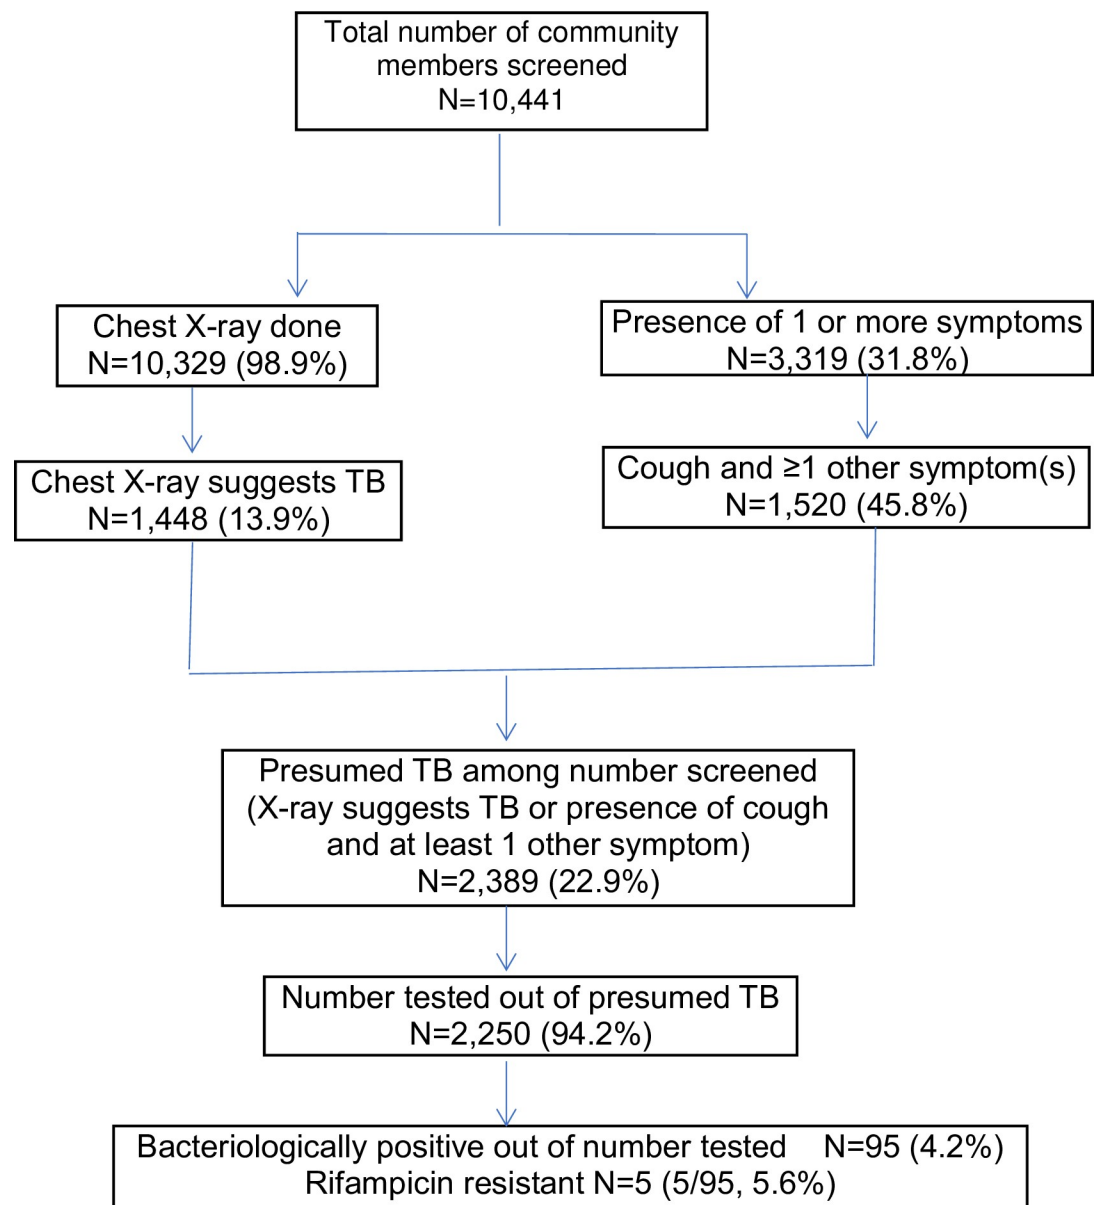 Total number of community
members screened
N=10,441
Chest X-ray done
N=10,329 (98.9%)
Presence of 1 or more symptoms
N=3,319 (31.8%)
Chest X-ray suggests TB
N=1,448 (13.9%)
Cough and ≥1 other symptom(s)
N=1,520 (45.8%)
Presumed TB among number screened
(X-ray suggests TB or presence of cough
and at least 1 other symptom)
N=2,389 (22.9%)
Number tested out of presumed TB
N=2,250 (94.2%)
Bacteriologically positive out of number tested N=95 (4.2%)
Rifampicin resistant N=5 (5/95, 5.6%)